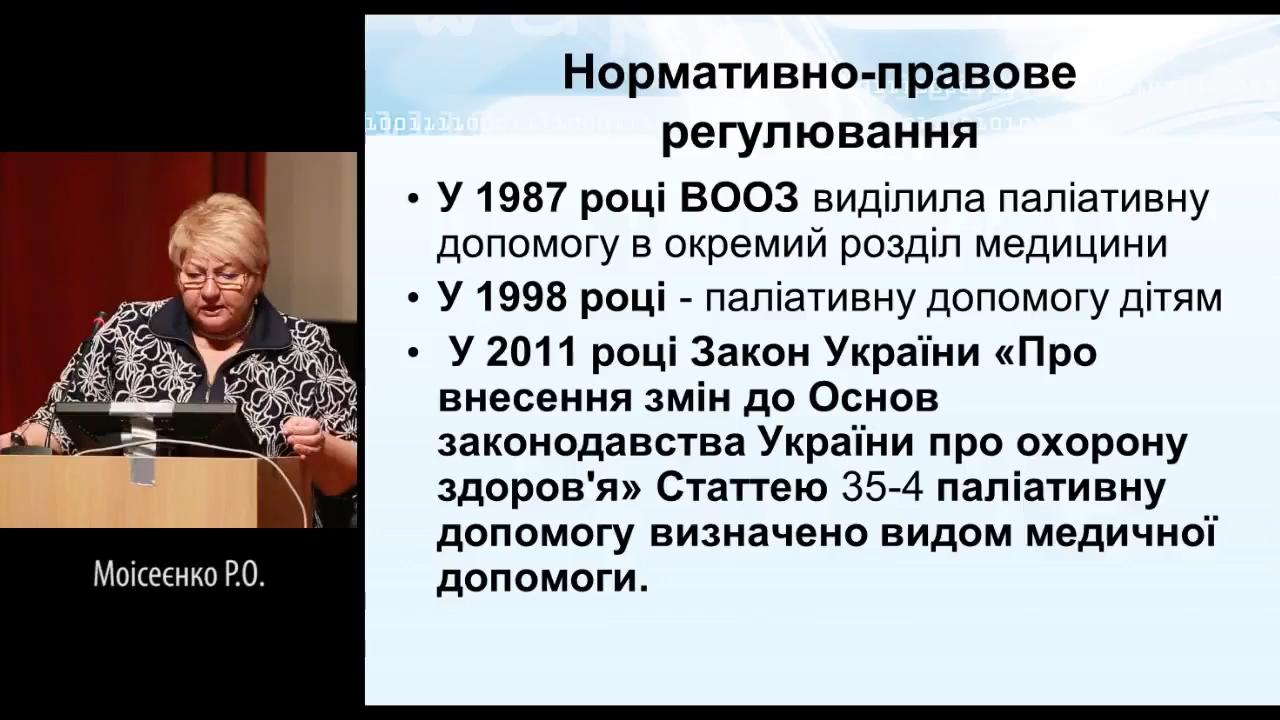 Нормативно-правове
регулювання
• У 1987 році ВООЗ виділила паліативну
допомогу в окремий розділ медицини
• У 1998 році - паліативну допомогу дітям
• У 2011 році Закон України «Про
внесення змін до Основ
законодавства України про охорону
здоров'я» Статтею 35-4 паліативну
допомогу визначено видом медичної
допомоги.
Моісеєнко Р.О.